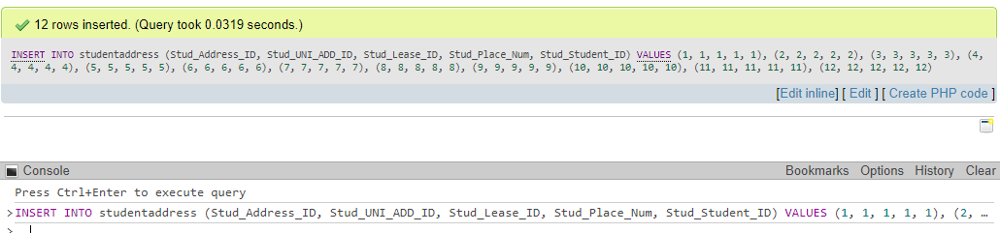 12 rows inserted. (Query took 0.0319 seconds.)
INSERT INTO studentaddress (Stud_Address_ID, Stud_UNI_ADD_ID, Stud_Lease_ID, Stud_Place_Num, Stud_Student_ID) VALUES (1, 1, 1, 1, 1), (2, 2, 2, 2, 2), (3, 3, 3, 3, 3), (4,
4, 4, 4, 4), (5, 5, 5, 5, 5), (6, 6, 6, 6, 6), (7, 7, 7, 7, 7), (8, 8, 8, 8, 8), (9, 9, 9, 9, 9), (10, 10, 10, 10, 10), (11, 11, 11, 11, 11), (12, 12, 12, 12, 12)
[Edit inline] [ Edit ] [ Create PHP code ]
Console Bookmarks Options History Clear
Press Ctrl+Enter to execute query
>INSERT INTO studentaddress (Stud_Address_ID, Stud_UNI_ADD_ID, Stud_Lease_ID, Stud_Place_Num, Stud_Student_ID) VALUES (1, 1, 1, 1, 1), (2, …
>